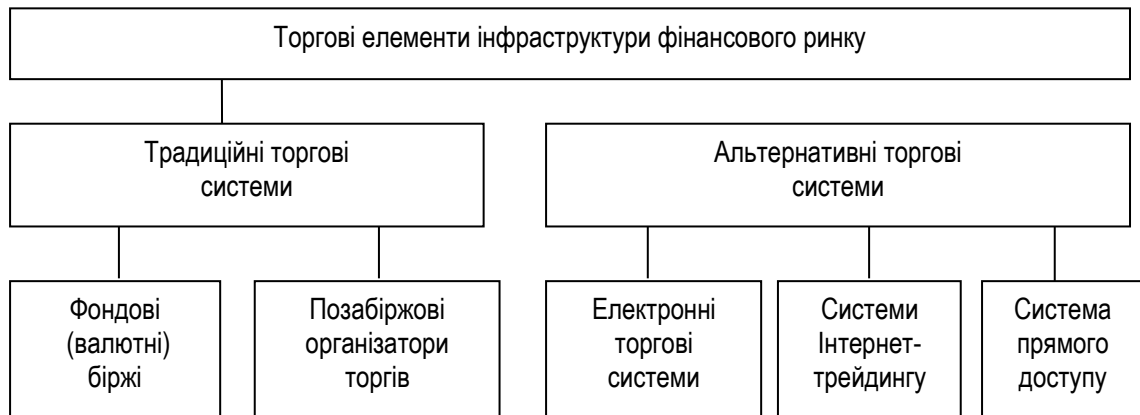 Торгові елементи інфраструктури фінансового ринку
Традиційні торгові
системи
Альтернативні торгові
системи
Фондові
(валютні)
біржі
Позабіржові
організатори
торгів
Електронні
торгові
системи
Системи
Інтернет-
трейдингу
Система
прямого
доступу